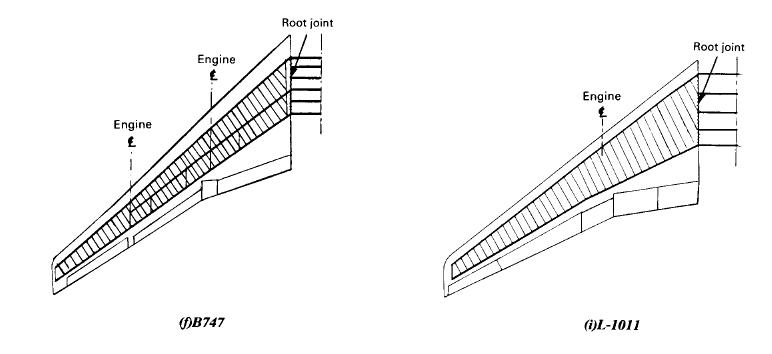 Root joint
Engine
℄
Engine
℄
(f)B747
Root joint
Engine
℄
(i)L-1011